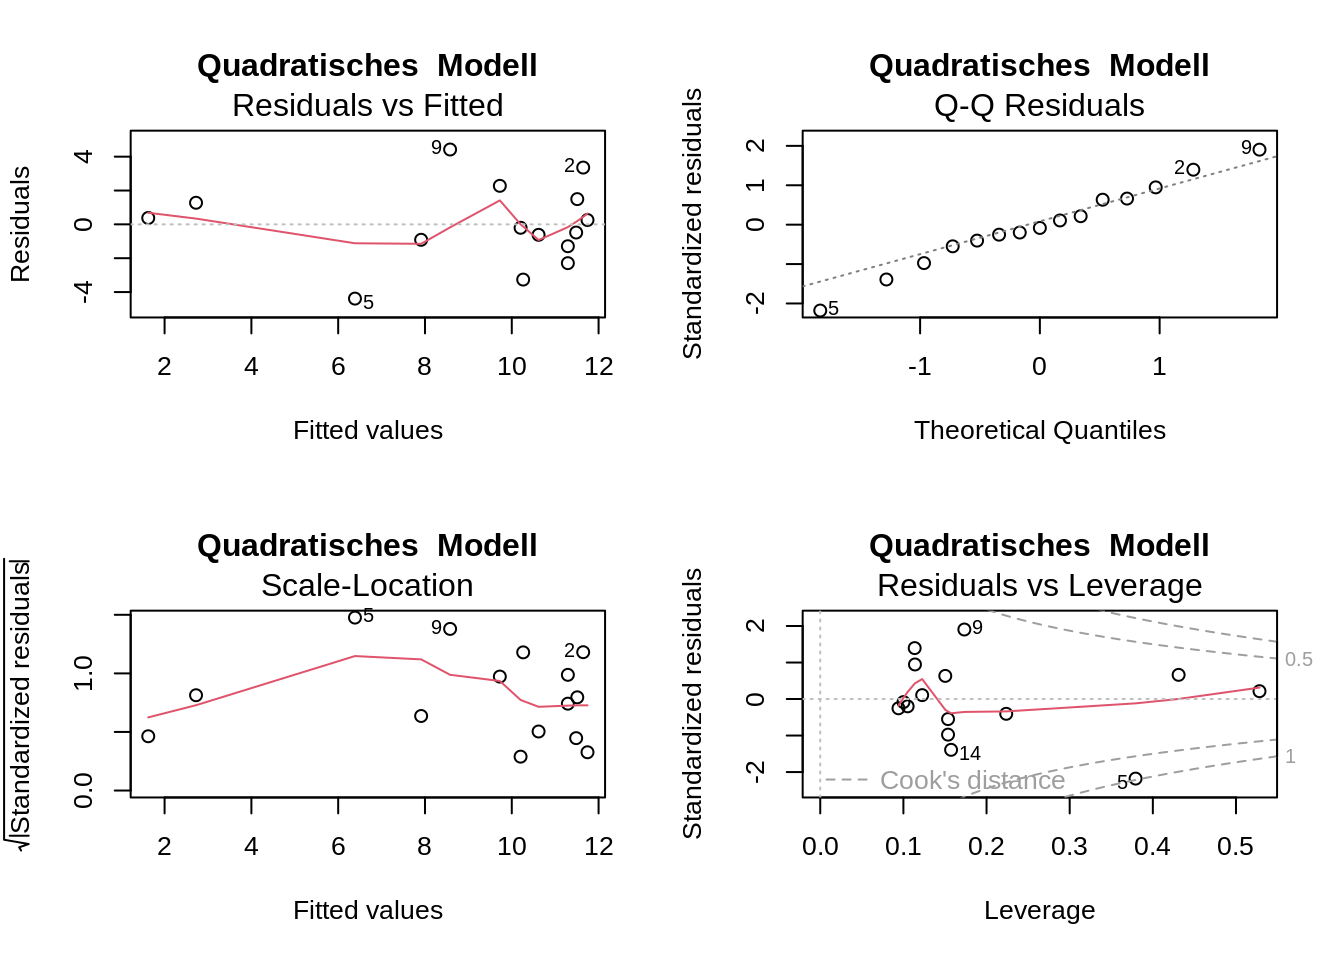 Quadratisches  Modell
Residuals vs Fitted
Residuals
4
0
-4
9
2
5
2 4 6 8 10 12
Fitted values
Quadratisches  Modell
Q-Q Residuals
Standardized residuals
2
1
0
-2
9
2
5
-1 0 1
Theoretical Quantiles
Quadratisches  Modell
Scale-Location
√|Standardized residuals|
1.0
0.0
5
9
2
2 4 6 8 10 12
Fitted values
Quadratisches  Modell
Residuals vs Leverage
Standardized residuals
2
0
-2
9
0.5
14
1
Cook's distance
5
0.0 0.1 0.2 0.3 0.4 0.5
Leverage